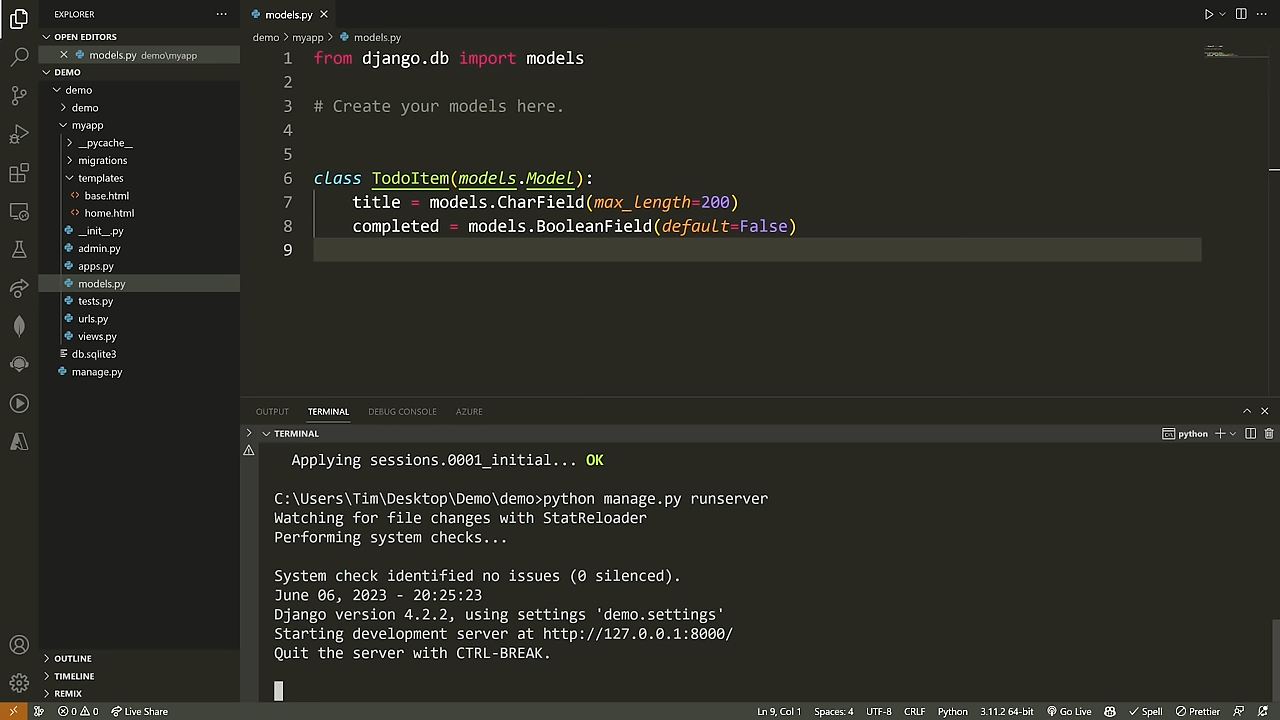 EXPLORER
OPEN EDITORS
models.py demo\myapp
DEMO
demo
demo
myapp
__pycache__
migrations
templates
base.html
home.html
__init__.py
admin.py
apps.py
models.py
tests.py
urls.py
views.py
db.sqlite3
manage.py
OUTLINE
TIMELINE
REMIX
models.py
demo > myapp > models.py
1 from django.db import models
2
3 # Create your models here.
4
5
6 class TodoItem(models.Model):
7     title = models.CharField(max_length=200)
8     completed = models.BooleanField(default=False)
9
OUTPUT TERMINAL DEBUG CONSOLE AZURE
TERMINAL python
Applying sessions.0001_initial... OK
C:\Users\Tim\Desktop\Demo\demo>python manage.py runserver
Watching for file changes with StatReloader
Performing system checks...
System check identified no issues (0 silenced).
June 06, 2023 - 20:25:23
Django version 4.2.2, using settings 'demo.settings'
Starting development server at http://127.0.0.1:8000/
Quit the server with CTRL-BREAK.
0 0 Live Share Ln 9, Col 1 Spaces: 4 UTF-8 CRLF Python 3.11.2 64-bit Go Live Spell Prettier